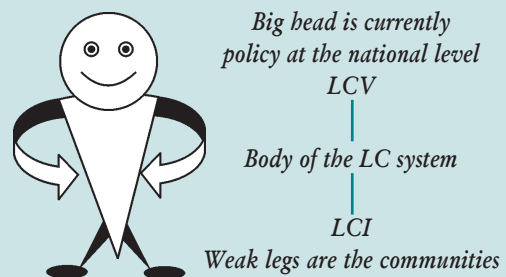 Big head is currently
policy at the national level
LCV
Body of the LC system
LCI
Weak legs are the communities